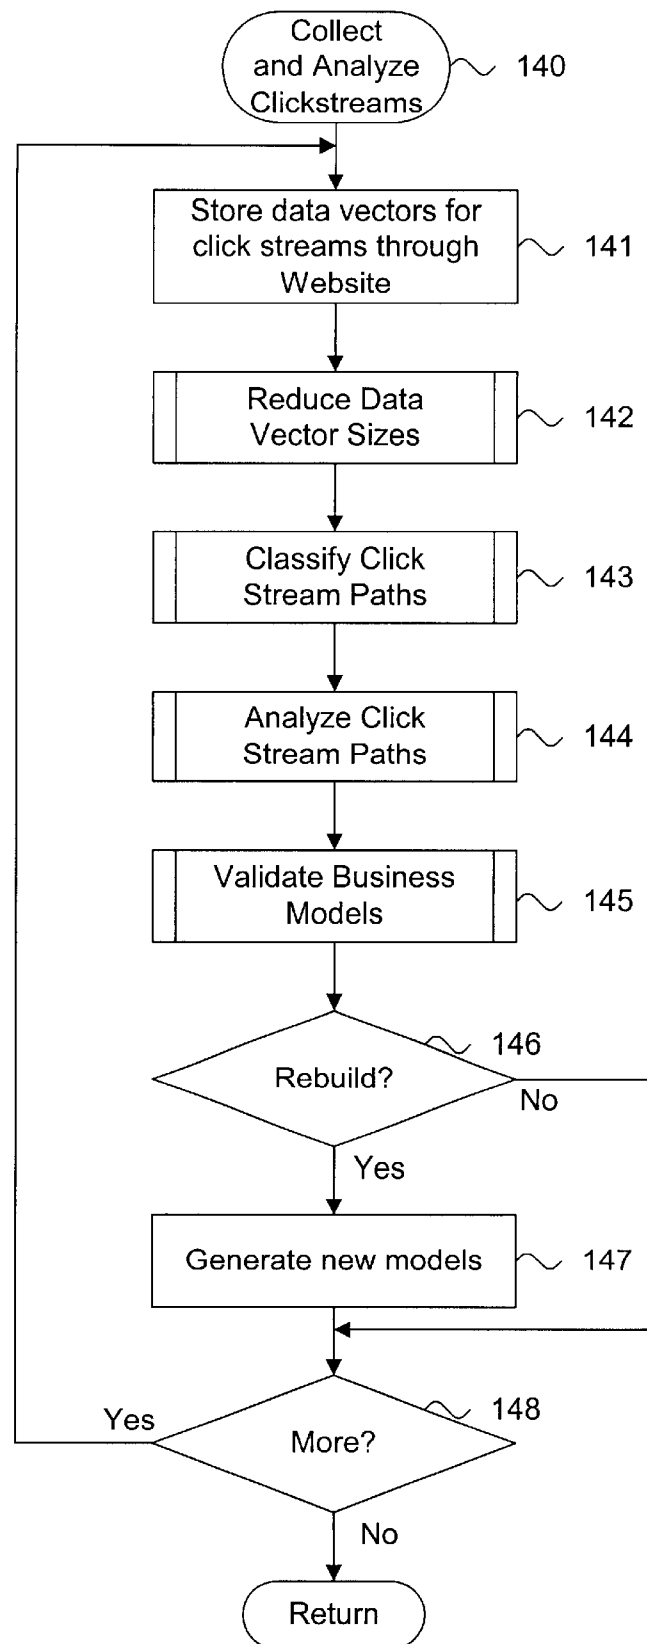 Collect
and Analyze
Clickstreams
140
Store data vectors for
click streams through
Website
141
Reduce Data
Vector Sizes
142
Classify Click
Stream Paths
143
Analyze Click
Stream Paths
144
Validate Business
Models
145
146
Rebuild?
No
Yes
Generate new models
147
148
Yes
More?
No
Return